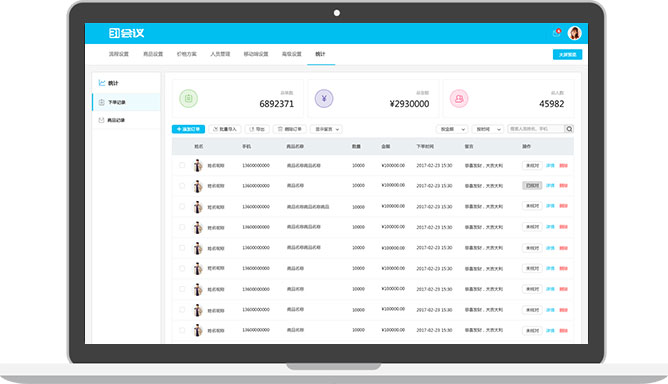 即会议
流程设置 商品设置 价格方案 人员管理 移动端设置 高级设置 统计 大屏预览
统计
下单记录
商品记录
总单数
6892371
总金额
¥2930000
总人数
45982
添加订单 批量导入 导出 删除订单 显示留言 按金额 按时间 搜索人员姓名、手机
姓名 手机 商品名称 数量 金额 下单时间 留言 操作
姓名昵称 13600000000 商品名称商品名称 10000 ¥100000.00 2017-02-23 15:30 恭喜发财，大吉大利 未核对 详情 删除
姓名昵称 13600000000 商品名称 10000 ¥100000.00 2017-02-23 15:30 恭喜发财，大吉大利 已核对 详情 删除
姓名昵称 13600000000 商品名称商品名称商品 10000 ¥100000.00 2017-02-23 15:30 恭喜发财，大吉大利 未核对 详情 删除
姓名昵称 13600000000 商品名称商品名称 10000 ¥100000.00 2017-02-23 15:30 恭喜发财，大吉大利 未核对 详情 删除
姓名昵称 13600000000 商品名称商品名称 10000 ¥100000.00 2017-02-23 15:30 恭喜发财，大吉大利 未核对 详情 删除
姓名昵称 13600000000 商品名称 10000 ¥100000.00 2017-02-23 15:30 恭喜发财，大吉大利 未核对 详情 删除
姓名昵称 13600000000 商品名称 10000 ¥100000.00 2017-02-23 15:30 恭喜发财，大吉大利 未核对 详情 删除
姓名昵称 13600000000 商品名称 10000 ¥100000.00 2017-02-23 15:30 恭喜发财，大吉大利 未核对 详情 删除
姓名昵称 13600000000 商品名称 10000 ¥100000.00 2017-02-23 15:30 恭喜发财，大吉大利 未核对 详情 删除